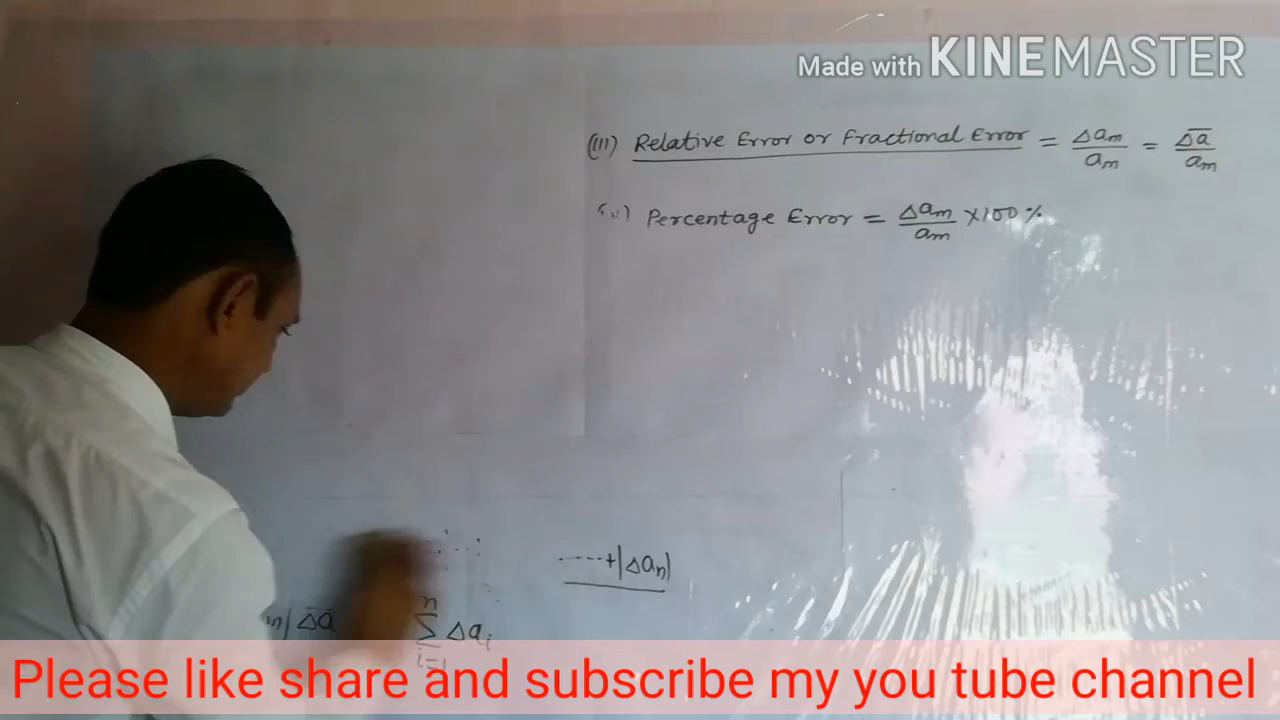 Made with KINEMASTER
(III) Relative Error or Fractional Error = Δam/am = Δā/am
Percentage Error = Δam/am ×100%
-----+|Δan|
Δā n Σ i=1 Δai
Please like share and subscribe my you tube channel